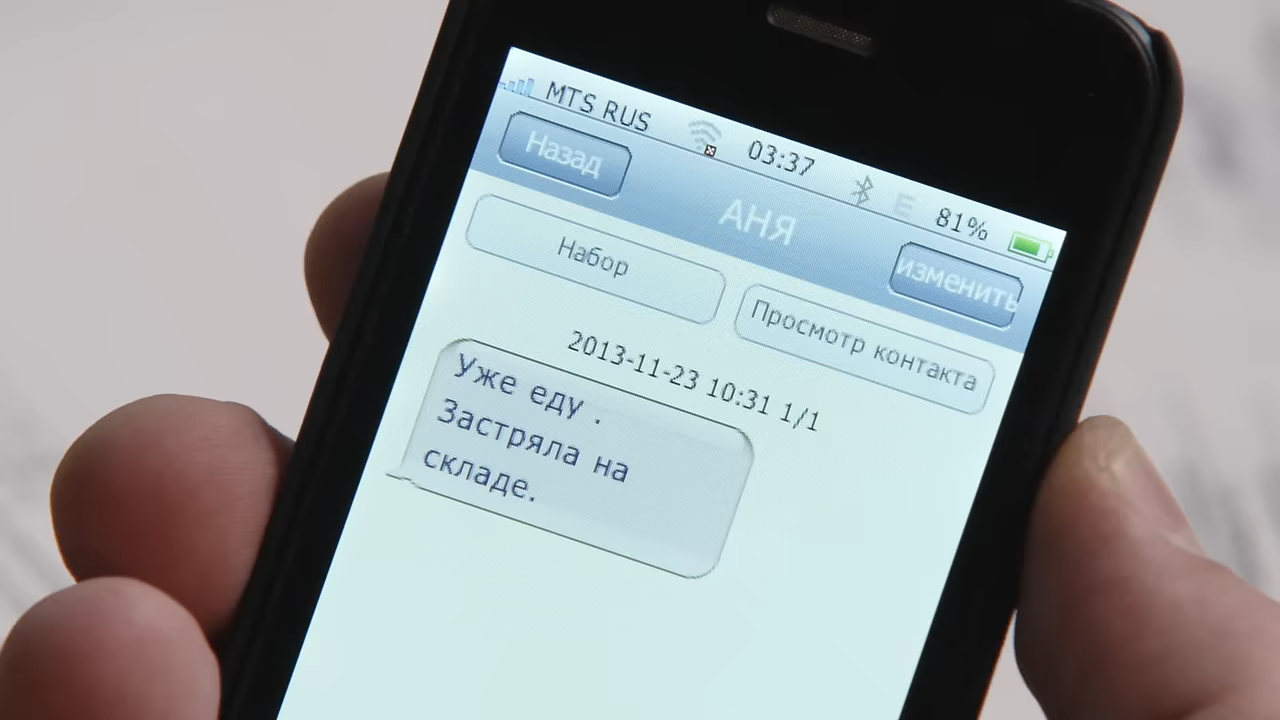 MTS RUS 03:37 E 81%
Назад АНЯ изменить
Набор Просмотр контакта
2013-11-23 10:31 1/1
Уже еду .
Застряла на
складе.